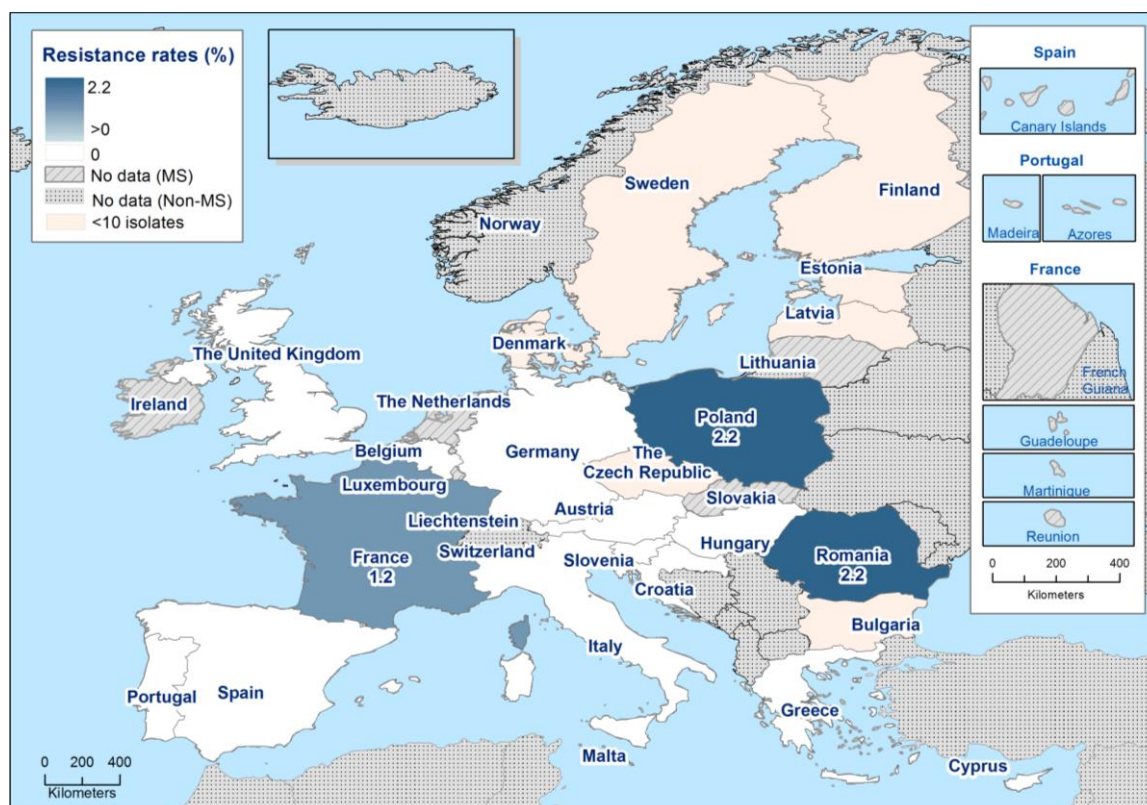 Resistance rates (%)
2.2
>0
0
No data (MS)
No data (Non-MS)
<10 isolates
Spain
Canary Islands
Portugal
Madeira
Azores
France
French
Guiana
Guadeloupe
Martinique
Reunion
0 200 400
Kilometers
Sweden
Finland
Norway
Estonia
Latvia
Denmark
Lithuania
The United Kingdom
Ireland
The Netherlands
Poland
2.2
Belgium
Germany
The
Czech Republic
Luxembourg
Slovakia
Austria
Liechtenstein
Switzerland
Hungary
Slovenia
Romania
2.2
France
1.2
Croatia
Bulgaria
Italy
Portugal
Spain
Greece
Malta
Cyprus
0 200 400
Kilometers